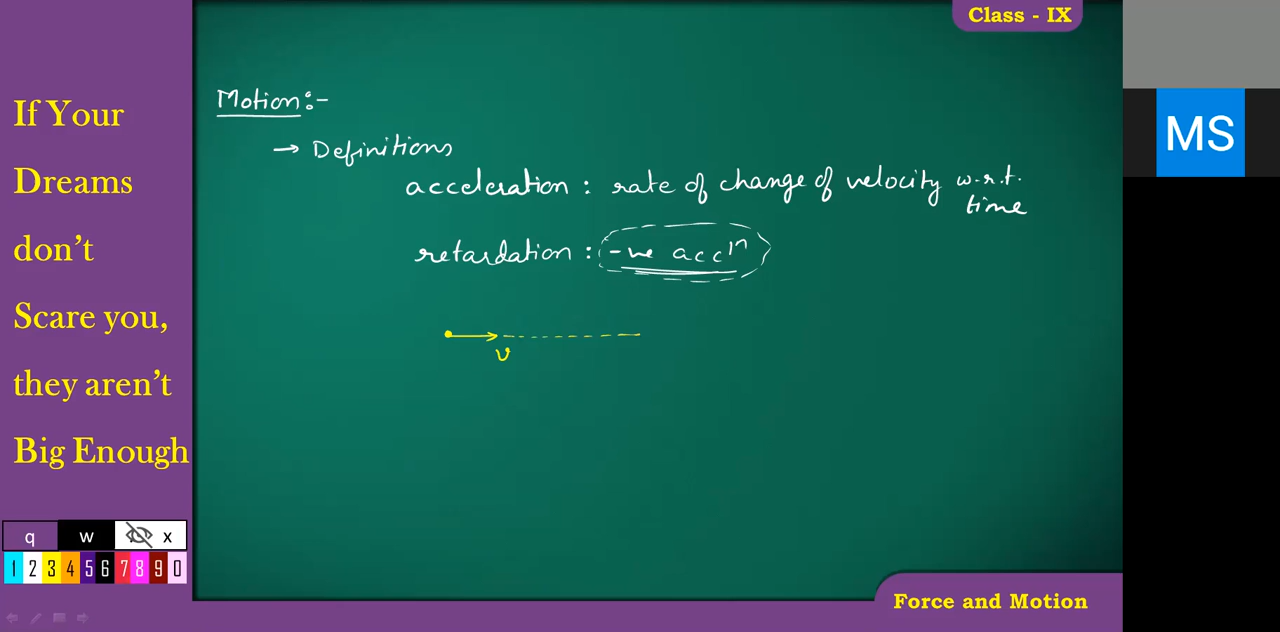 Class - IX
If Your
Dreams
don't
Scare you,
they aren't
Big Enough
Motion:-
→ Definitions
acceleration : rate of change of velocity w.r.t.
time
retardation : -ve accⁿ
v
MS
q w x
1 2 3 4 5 6 7 8 9 0
Force and Motion